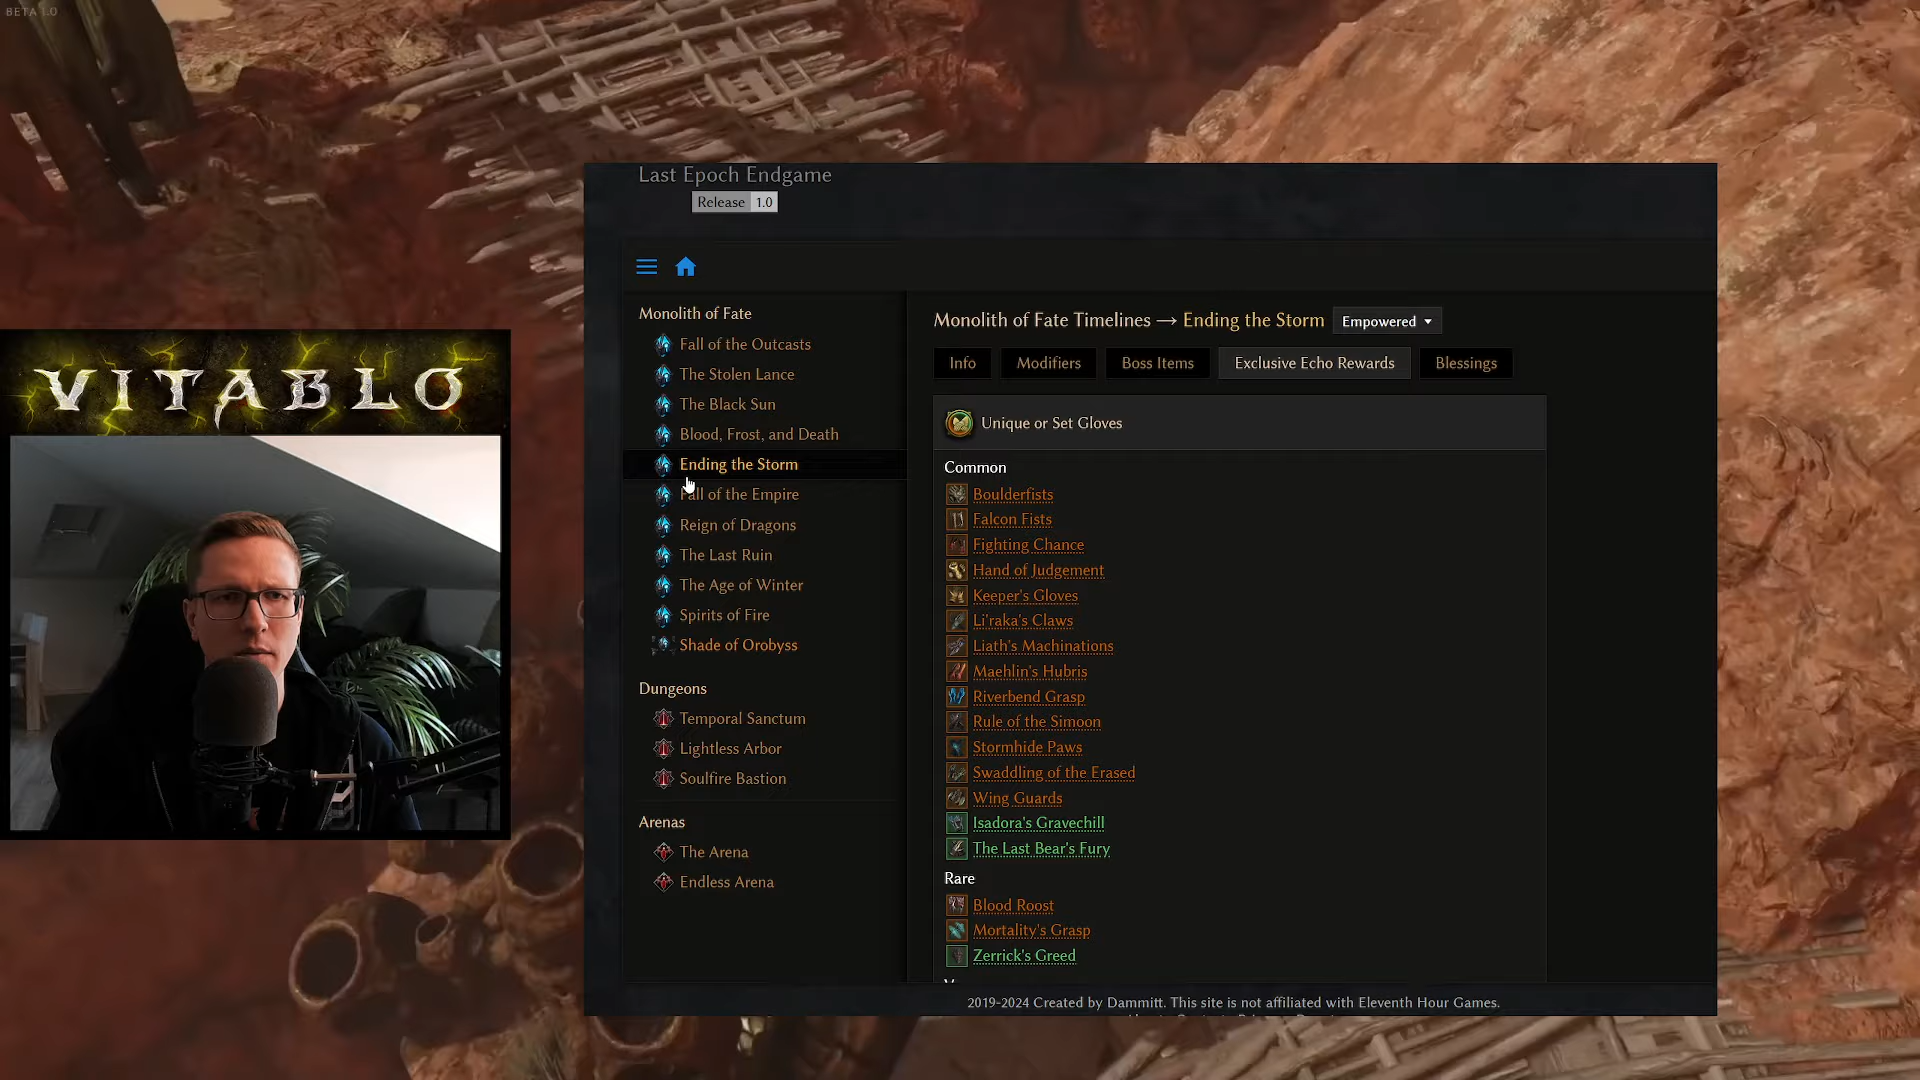 BETA 1.0
Last Epoch Endgame
Release 1.0
Monolith of Fate
Fall of the Outcasts
The Stolen Lance
The Black Sun
Blood, Frost, and Death
Ending the Storm
Fall of the Empire
Reign of Dragons
The Last Ruin
The Age of Winter
Spirits of Fire
Shade of Orobyss
Dungeons
Temporal Sanctum
Lightless Arbor
Soulfire Bastion
Arenas
The Arena
Endless Arena
Monolith of Fate Timelines → Ending the Storm Empowered
Info Modifiers Boss Items Exclusive Echo Rewards Blessings
Unique or Set Gloves
Common
Boulderfists
Falcon Fists
Fighting Chance
Hand of Judgement
Keeper's Gloves
Li'raka's Claws
Liath's Machinations
Maehlin's Hubris
Riverbend Grasp
Rule of the Simoon
Stormhide Paws
Swaddling of the Erased
Wing Guards
Isadora's Gravechill
The Last Bear's Fury
Rare
Blood Roost
Mortality's Grasp
Zerrick's Greed
2019-2024 Created by Dammitt. This site is not affiliated with Eleventh Hour Games.
VITABLO